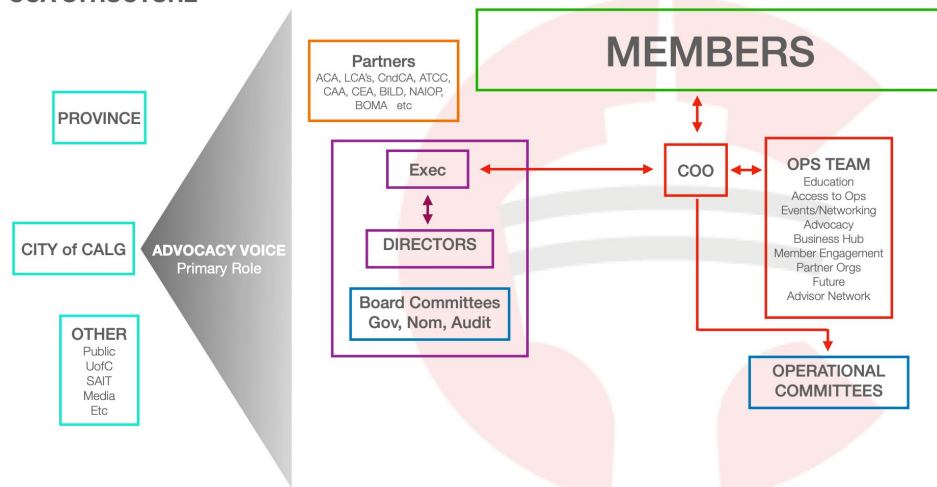 PROVINCE
CITY of CALG
OTHER
Public
UofC
SAIT
Media
Etc
ADVOCACY VOICE
Primary Role
Partners
ACA, LCA's, CndCA, ATCC,
CAA, CEA, BILD, NAIOP,
BOMA etc
MEMBERS
Exec
DIRECTORS
Board Committees
Gov, Nom, Audit
COO
OPS TEAM
Education
Access to Ops
Events/Networking
Advocacy
Business Hub
Member Engagement
Partner Orgs
Future
Advisor Network
OPERATIONAL
COMMITTEES